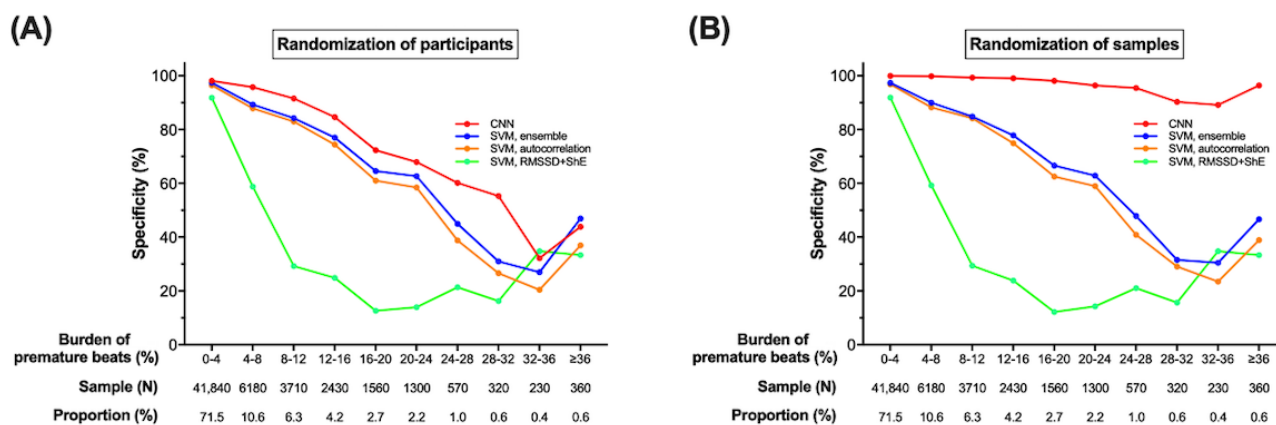 (A)
Randomization of participants
100
80
60
40
20
0
Specificity (%)
CNN
SVM, ensemble
SVM, autocorrelation
SVM, RMSSD+ShE
Burden of
premature beats (%)
0-4 4-8 8-12 12-16 16-20 20-24 24-28 28-32 32-36 ≥36
Sample (N) 41,840 6180 3710 2430 1560 1300 570 320 230 360
Proportion (%) 71.5 10.6 6.3 4.2 2.7 2.2 1.0 0.6 0.4 0.6
(B)
Randomization of samples
100
80
60
40
20
0
Specificity (%)
CNN
SVM, ensemble
SVM, autocorrelation
SVM, RMSSD+ShE
Burden of
premature beats (%)
0-4 4-8 8-12 12-16 16-20 20-24 24-28 28-32 32-36 ≥36
Sample (N) 41,840 6180 3710 2430 1560 1300 570 320 230 360
Proportion (%) 71.5 10.6 6.3 4.2 2.7 2.2 1.0 0.6 0.4 0.6